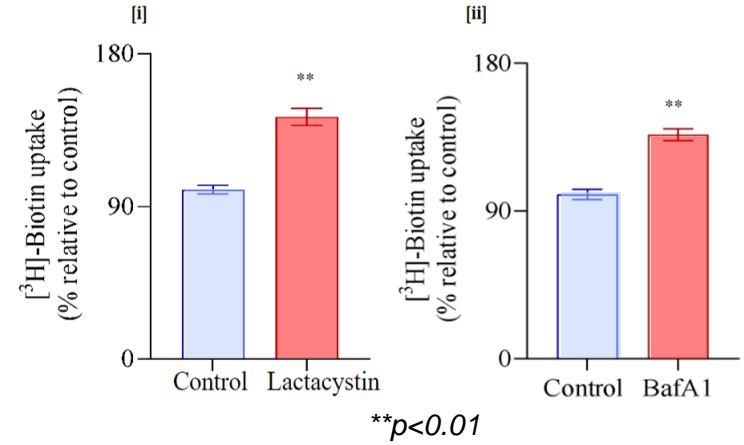 [i]
[³H]-Biotin uptake
(% relative to control)
180
90
0
**
Control
Lactacystin
[ii]
[³H]-Biotin uptake
(% relative to control)
180
90
0
**
Control
BafA1
**p<0.01